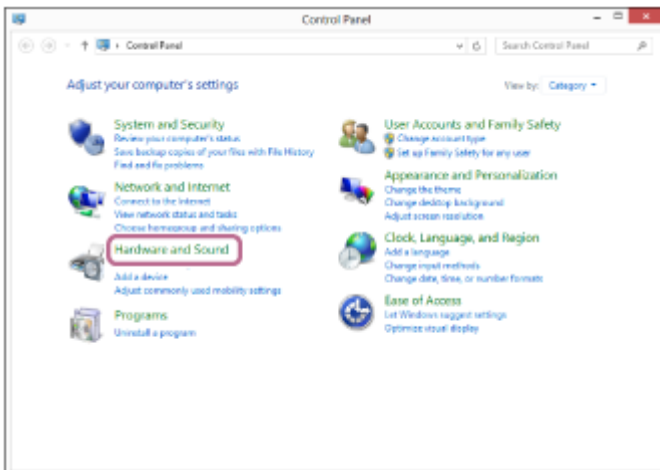 Control Panel
Control Panel
Search Control Panel
Adjust your computer's settings
View by: Category
System and Security
Review your computer's status
Save backup copies of your files with File History
Find and fix problems
Network and Internet
Connect to the Internet
View network status and tasks
Choose homegroup and sharing options
Hardware and Sound
Add a device
Adjust commonly used mobility settings
Programs
Uninstall a program
User Accounts and Family Safety
Change account type
Set up Family Safety for any user
Appearance and Personalization
Change the theme
Change desktop background
Adjust screen resolution
Clock, Language, and Region
Add a language
Change input methods
Change date, time, or number formats
Ease of Access
Let Windows suggest settings
Optimize visual display